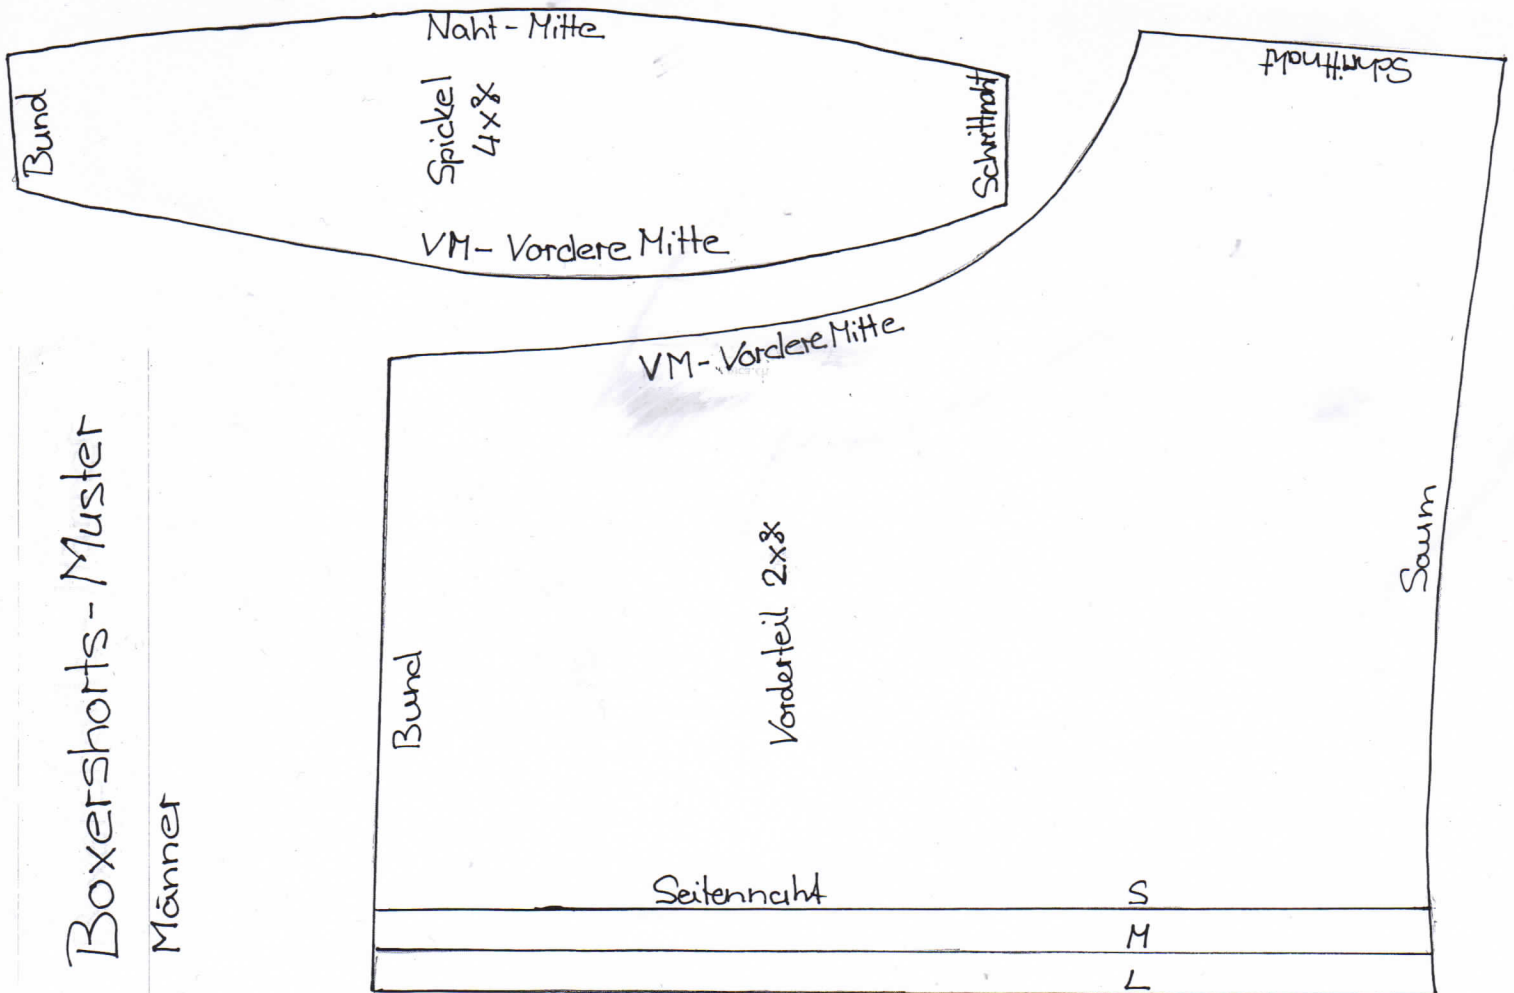 Boxershorts-Muster
Männer
Naht-Mitte
Bund
Spickel
4x
Schrittnaht
VM-Vordere Mitte
Schrittnaht
VM-Vordere Mitte
Bund
Vorderteil 2x
Saum
Seitennaht
S
M
L